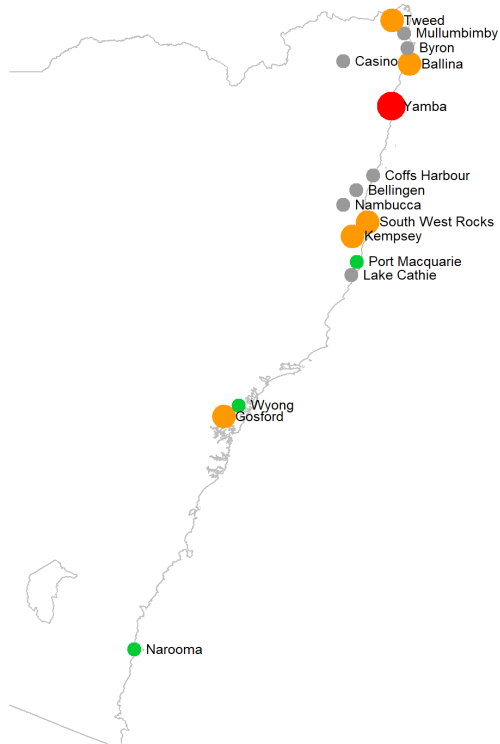 Tweed
Mullumbimby
Byron
Casino
Ballina
Yamba
Coffs Harbour
Bellingen
Nambucca
South West Rocks
Kempsey
Port Macquarie
Lake Cathie
Wyong
Gosford
Narooma